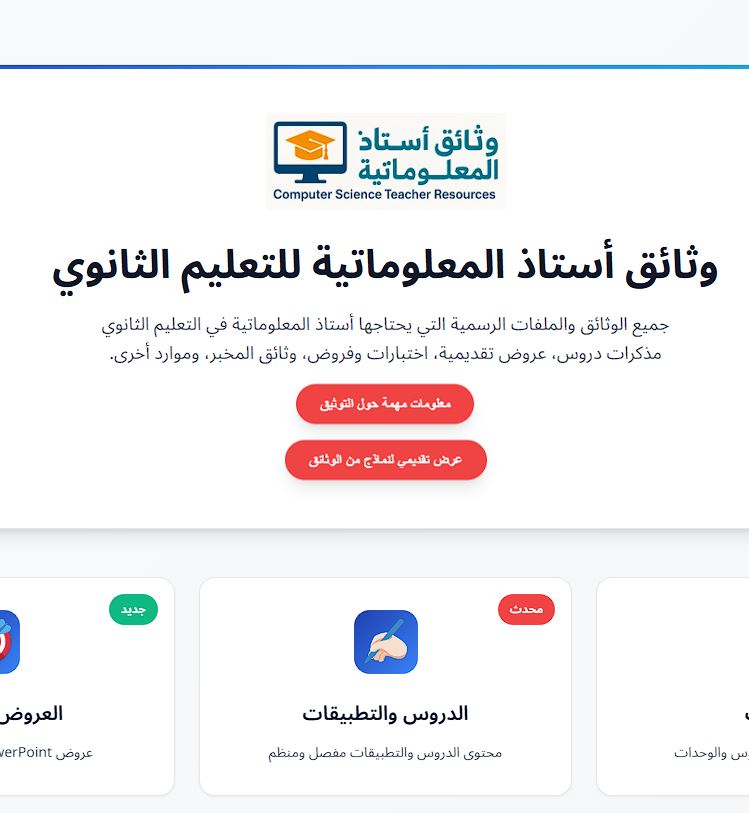 وثائق أستاذ
المعلوماتية
Computer Science Teacher Resources
وثائق أستاذ المعلوماتية للتعليم الثانوي
جميع الوثائق والملفات الرسمية التي يحتاجها أستاذ المعلوماتية في التعليم الثانوي
مذكرات دروس، عروض تقديمية، اختبارات وفروض، وثائق المخبر، وموارد أخرى.
معلومات مهمة حول التوثيق
عرض تقديمي لنماذج من الوثائق
محدث
جديد
الدروس والتطبيقات
العروض
وس والوحدات
محتوى الدروس والتطبيقات مفصل ومنظم
عروض werPoint